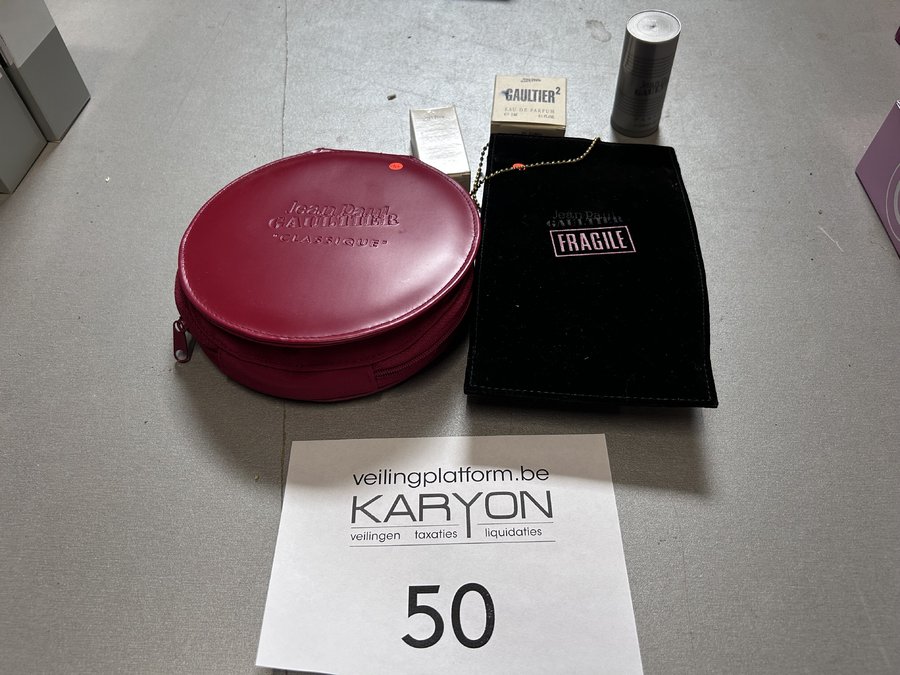 GAULTIER²
EAU DE PARFUM
Jean Paul
GAULTIER
"CLASSIQUE"
Jean Paul
GAULTIER
FRAGILE
veilingplatform.be
KARYON
veilingen taxaties liquidaties
50